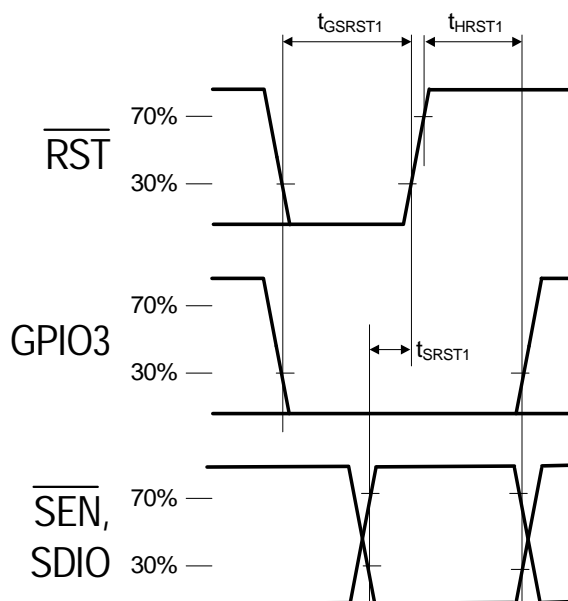 tGSRST1 tHRST1
70%
RST
30%
70%
GPIO3
30%
tSRST1
SEN,
70%
SDIO
30%